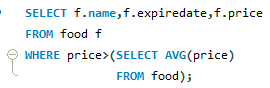 SELECT f.name,f.expiredate,f.price
FROM food f
WHERE price>(SELECT AVG(price)
FROM food);